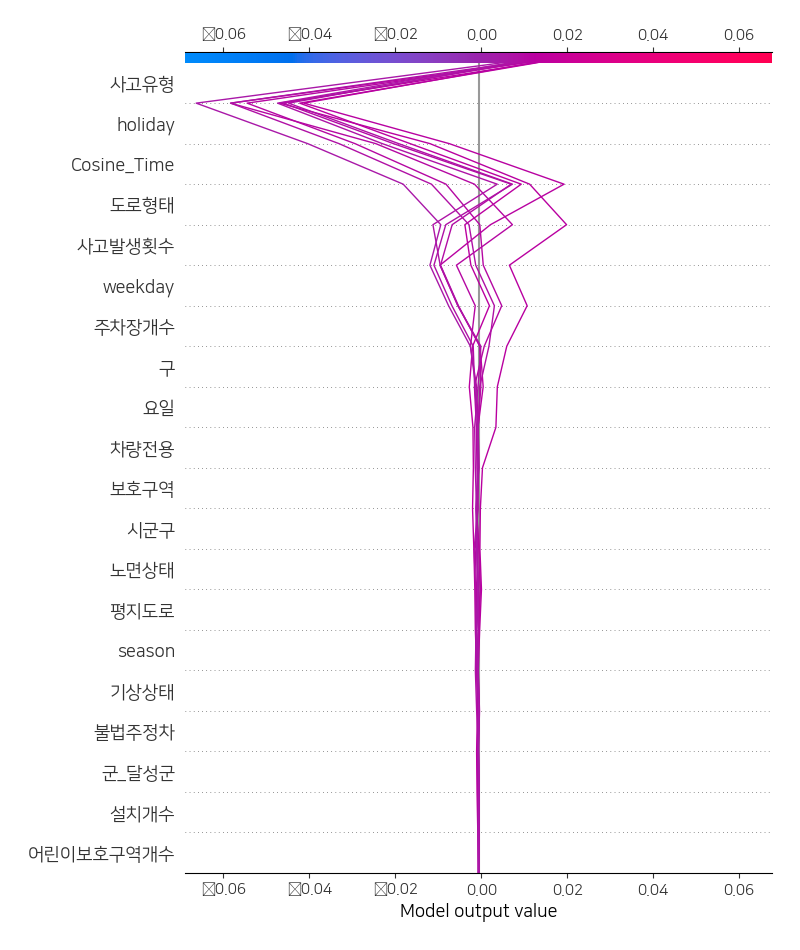 ☒0.06 ☒0.04 ☒0.02 0.00 0.02 0.04 0.06
사고유형
holiday
Cosine_Time
도로형태
사고발생횟수
weekday
주차장개수
구
요일
차량전용
보호구역
시군구
노면상태
평지도로
season
기상상태
불법주정차
군_달성군
설치개수
어린이보호구역개수
☒0.06 ☒0.04 ☒0.02 0.00 0.02 0.04 0.06
Model output value